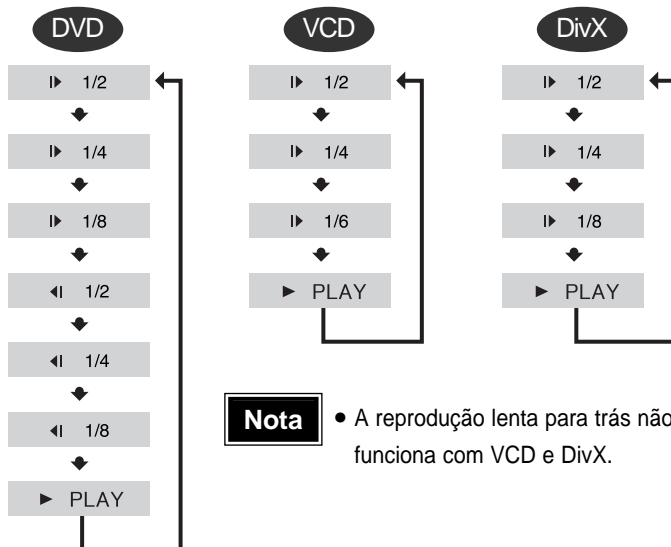 DVD
I▶ 1/2
I▶ 1/4
I▶ 1/8
◀I 1/2
◀I 1/4
◀I 1/8
► PLAY
VCD
I▶ 1/2
I▶ 1/4
I▶ 1/6
► PLAY
DivX
I▶ 1/2
I▶ 1/4
I▶ 1/8
► PLAY
Nota
• A reprodução lenta para trás não
funciona com VCD e DivX.